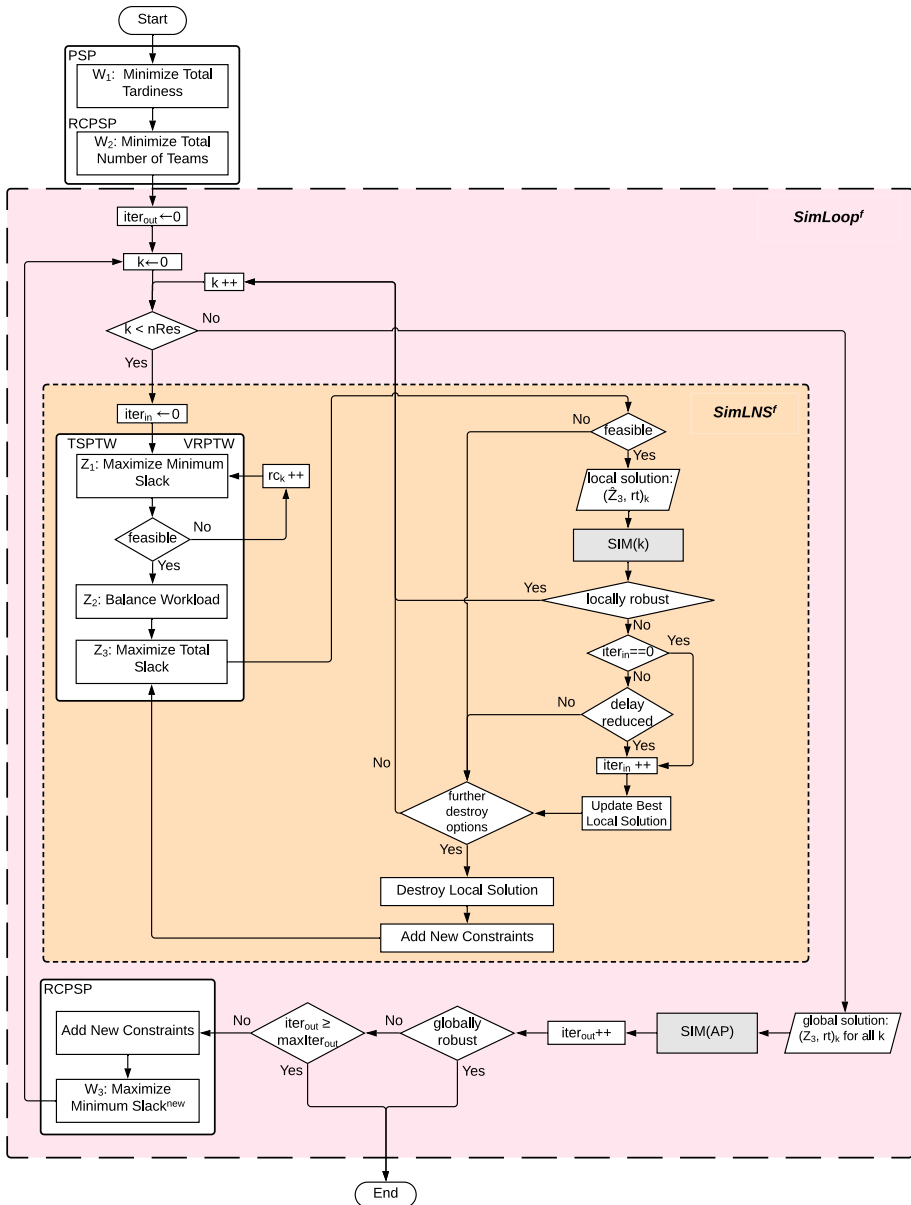 Start
PSP
W₁: Minimize Total
Tardiness
RCPSP
W₂: Minimize Total
Number of Teams
iterₒᵤₜ ←0
SimLoopᶠ
k←0
k ++
k < nRes
No
Yes
iterᵢₙ ←0
SimLNSᶠ
TSPTW
VRPTW
Z₁: Maximize Minimum
Slack
rcₖ ++
feasible
No
Yes
Z₂: Balance Workload
Z₃: Maximize Total
Slack
No
feasible
Yes
local solution:
(Ẑ₃, rt)ₖ
SIM(k)
Yes
locally robust
No
Yes
iterᵢₙ==0
No
No
delay
reduced
Yes
iterᵢₙ ++
No
further
destroy
options
Update Best
Local Solution
Yes
Destroy Local Solution
Add New Constraints
RCPSP
Add New Constraints
W₃: Maximize
Minimum Slackⁿᵉʷ
No
iterₒᵤₜ ≥
maxIterₒᵤₜ
Yes
No
globally
robust
Yes
iterₒᵤₜ++
SIM(AP)
global solution:
(Z₃, rt)ₖ for all k
End